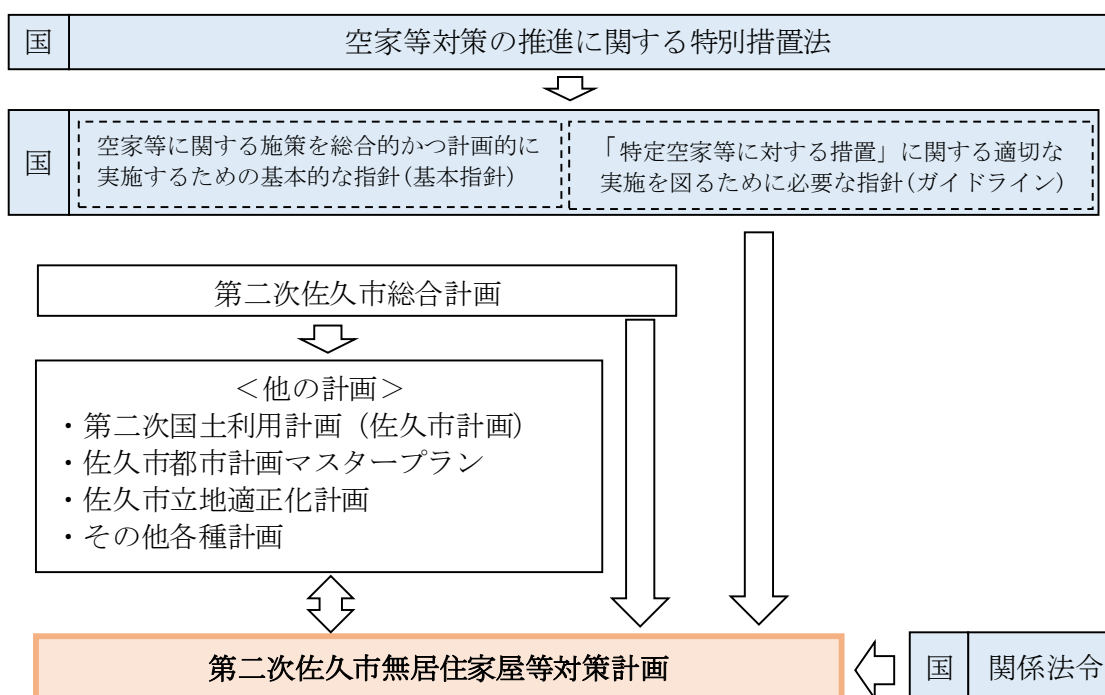 国 空家等対策の推進に関する特別措置法
国
空家等に関する施策を総合的かつ計画的に
実施するための基本的な指針(基本指針)
「特定空家等に対する措置」に関する適切な
実施を図るために必要な指針(ガイドライン)
第二次佐久市総合計画
＜他の計画＞
・第二次国土利用計画（佐久市計画）
・佐久市都市計画マスタープラン
・佐久市立地適正化計画
・その他各種計画
第二次佐久市無居住家屋等対策計画
国 関係法令